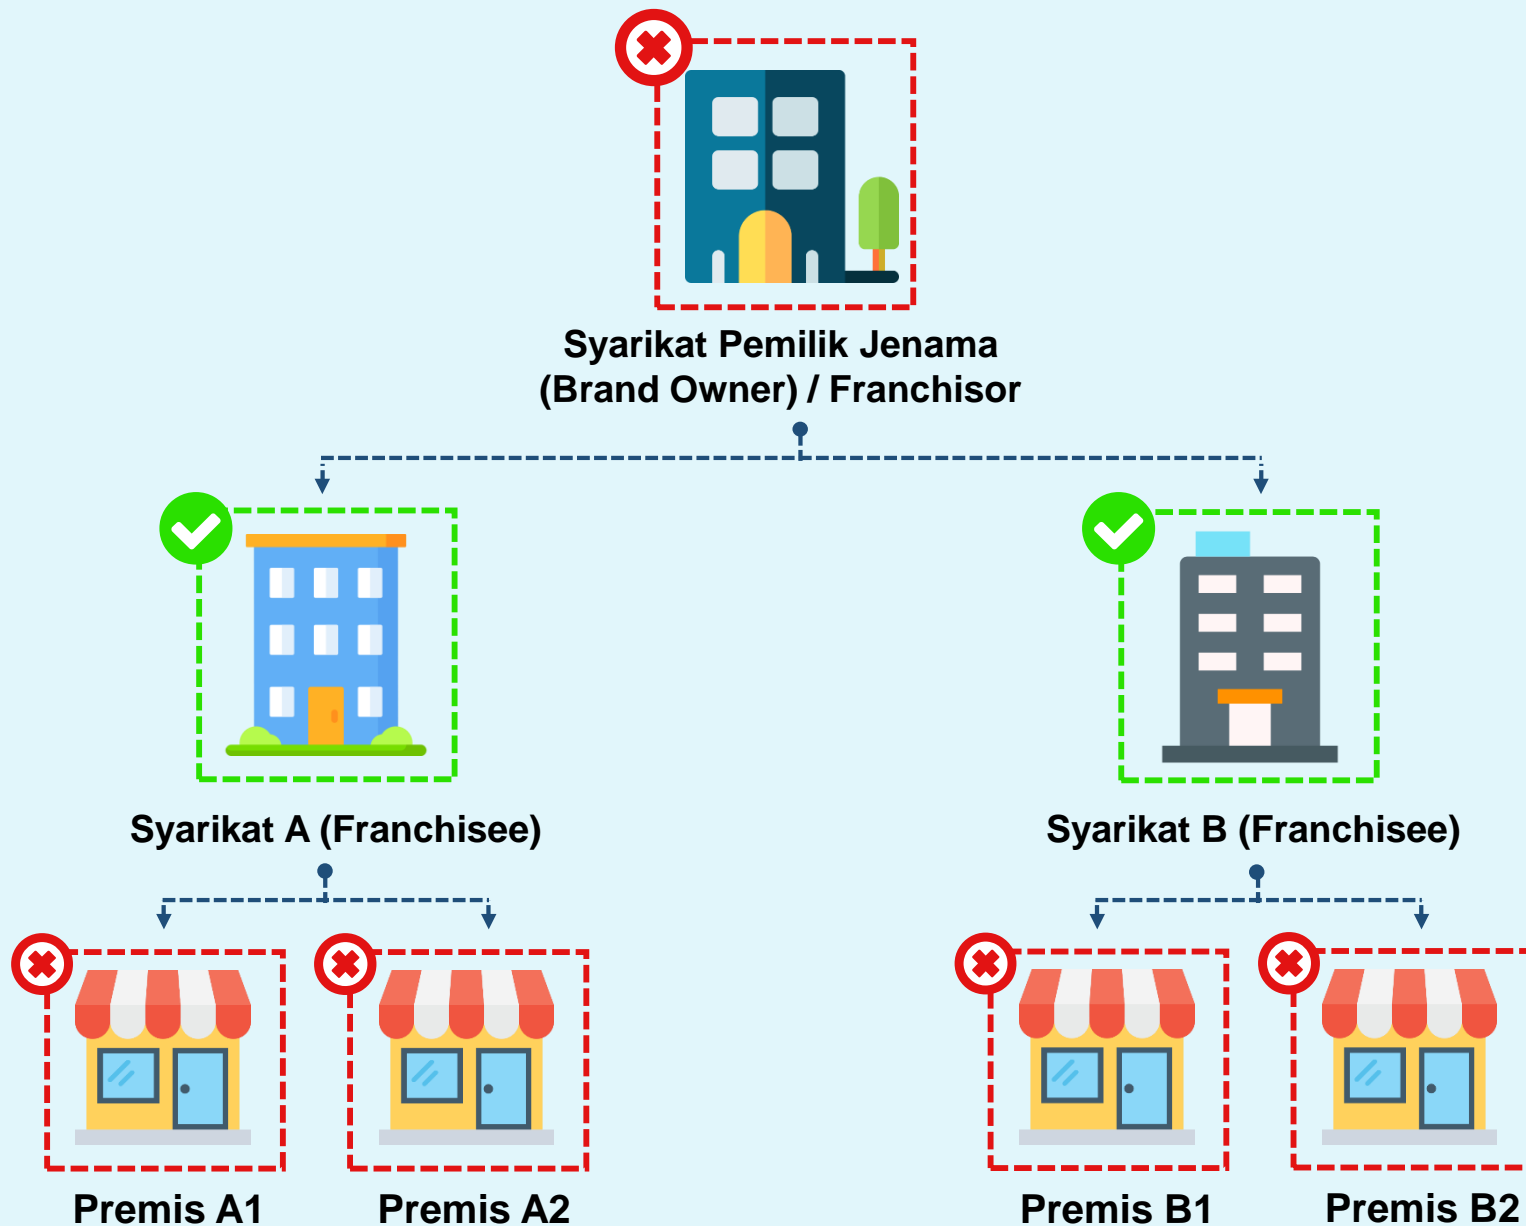 Syarikat Pemilik Jenama
(Brand Owner) / Franchisor
Syarikat A (Franchisee)
Syarikat B (Franchisee)
Premis A1
Premis A2
Premis B1
Premis B2